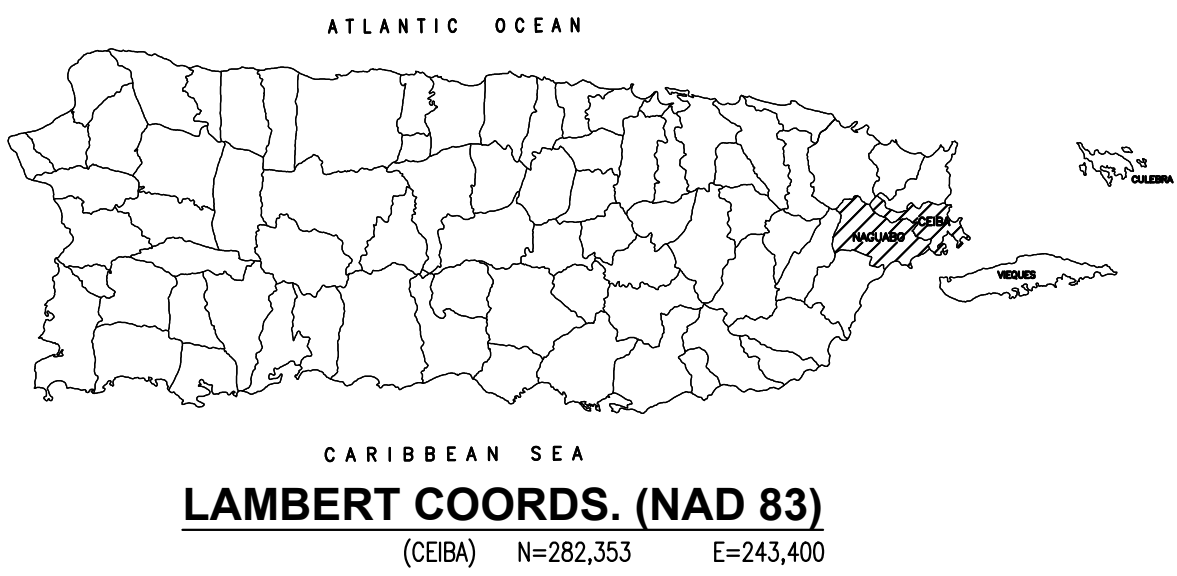 ATLANTIC OCEAN
CULEBRA
CEIBA
NAGUABO
VIEQUES
CARIBBEAN SEA
LAMBERT COORDS. (NAD 83)
(CEIBA) N=282,353 E=243,400